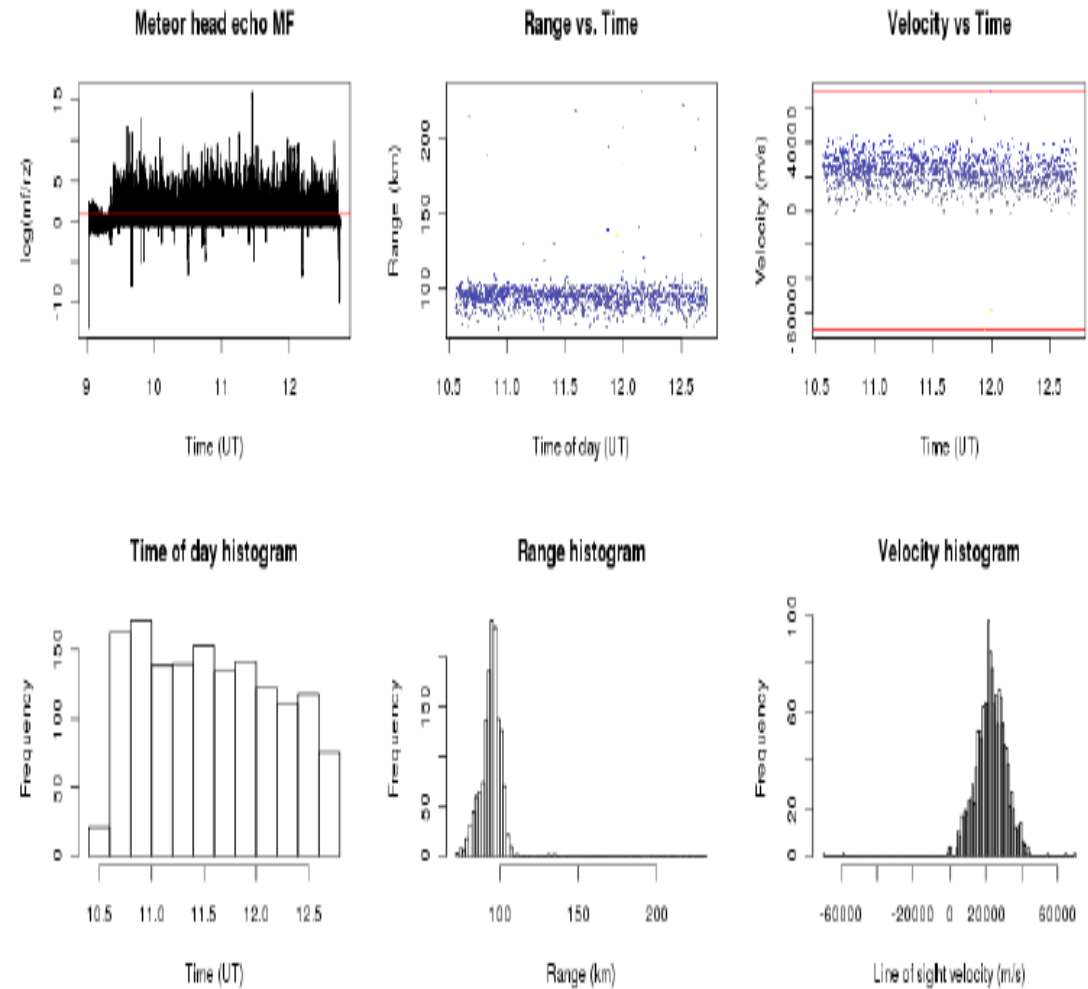 Meteor head echo MF
Range vs. Time
Velocity vs Time
log(mf/rz)
15
5
0
-10
9 10 11 12
Time (UT)
Range (km)
200
150
100
10.5 11.0 11.5 12.0 12.5
Time of day (UT)
Velocity (m/s)
40000
0
-60000
10.5 11.0 11.5 12.0 12.5
Time (UT)
Time of day histogram
Range histogram
Velocity histogram
Frequency
150
100
50
0
10.5 11.0 11.5 12.0 12.5
Time (UT)
Frequency
150
50
0
100 150 200
Range (km)
Frequency
100
60
20
0
-60000 -20000 0 20000 60000
Line of sight velocity (m/s)